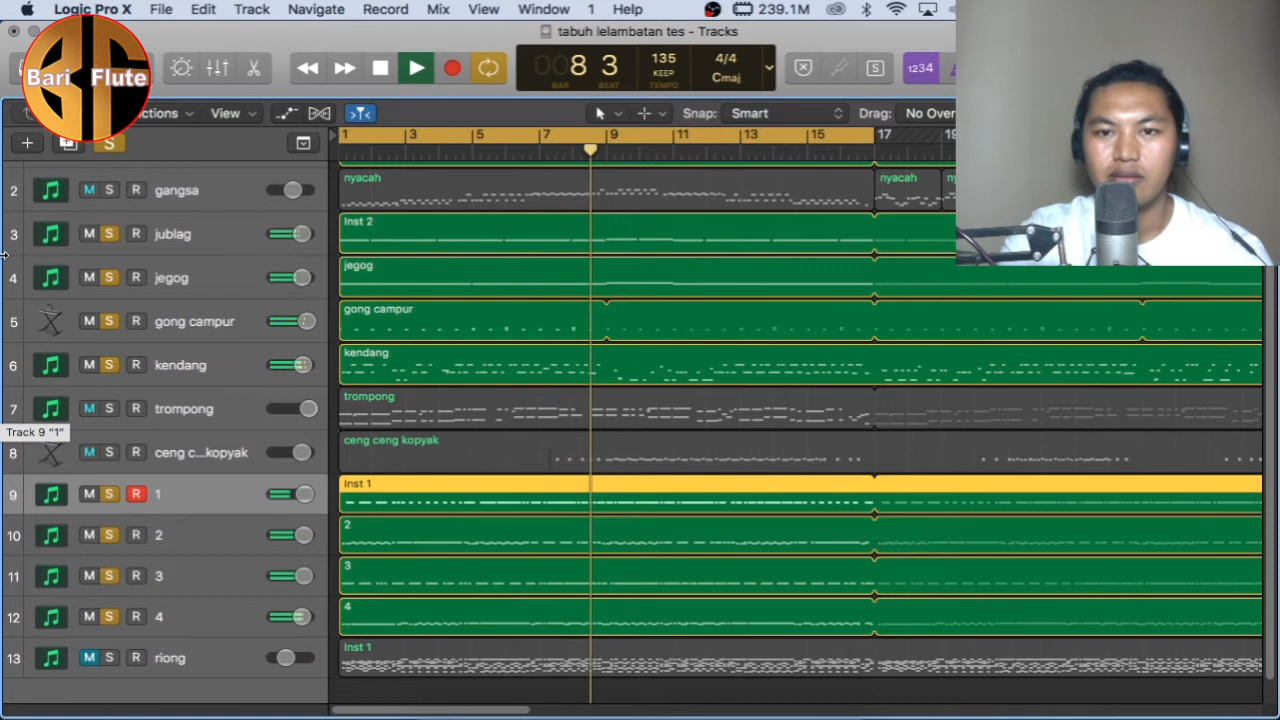 Logic Pro X File Edit Track Navigate Record Mix View Window 1 Help 239.1M
tabuh lelambatan tes - Tracks
Bari Flute
008 3 135 4/4
KEEP Cmaj
BAR BEAT TEMPO
1234
View Snap: Smart Drag: No Over
S
1 3 5 7 9 11 13 15 17 19
2 M S R gangsa nyacah nyacah
3 M S R jublag Inst 2
4 M S R jegog jegog
5 M S R gong campur gong campur
6 M S R kendang kendang
7 M S R trompong trompong
Track 9 “1”
8 M S R ceng c...kopyak ceng ceng kopyak
9 M S R 1 Inst 1
10 M S R 2 2
11 M S R 3 3
12 M S R 4 4
13 M S R riong Inst 1